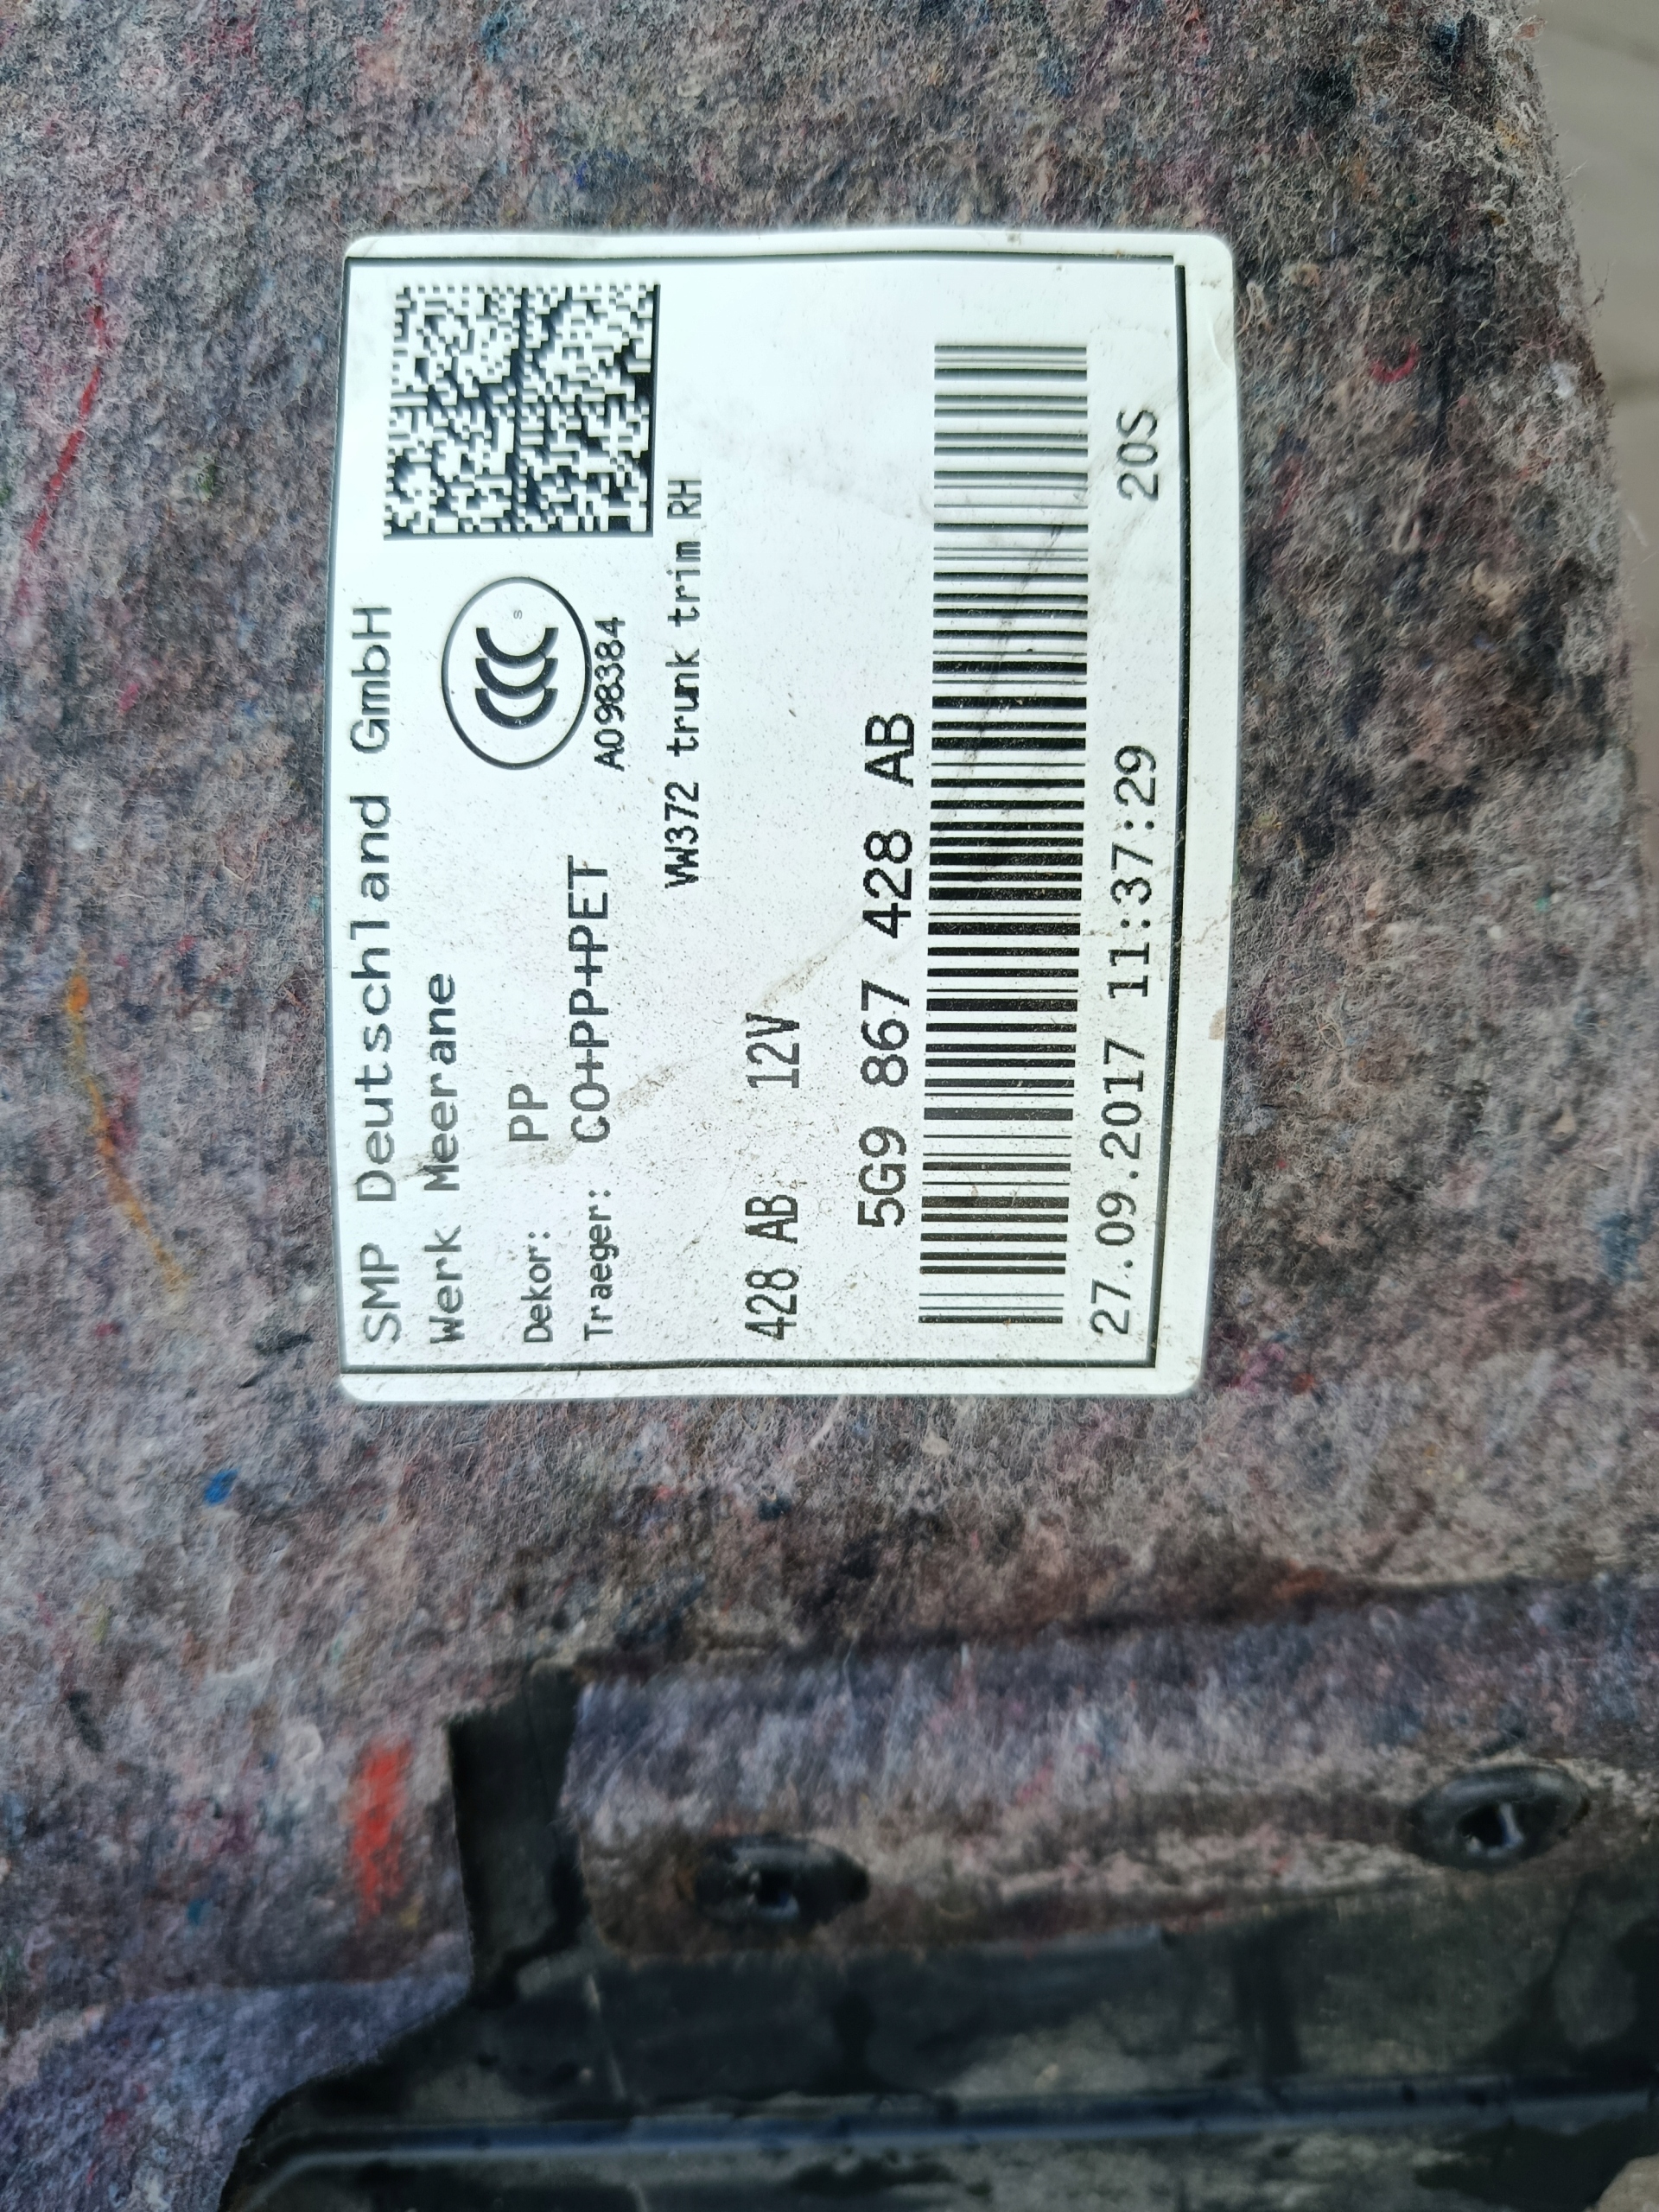 SMP Deutschland GmbH
Werk Meerane
CCC S
Dekor: PP
Traeger: CO+PP+PET
A098384
VW372 trunk trim RH
428 AB 12V
5G9 867 428 AB
27.09.2017 11:37:29 20S